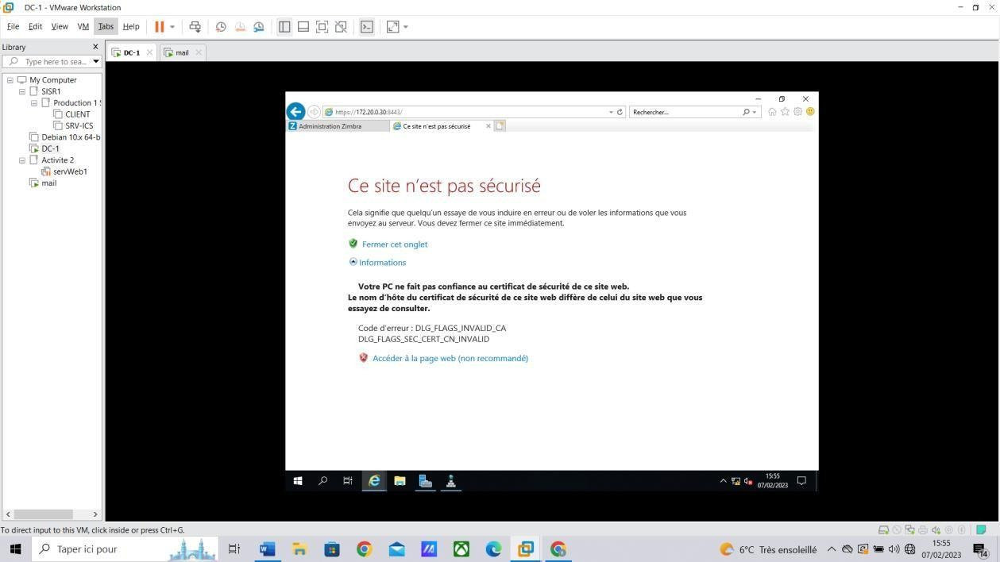 DC-1 - VMware Workstation
File Edit View VM Tabs Help
Library
Type here to sea...
DC-1
mail
My Computer
SISR1
Production 1
CLIENT
SRV-ICS
Debian 10.x 64-b
DC-1
Activite 2
servWeb1
mail
https://172.20.0.30:8443/
Rechercher...
Administration Zimbra
Ce site n'est pas sécurisé
Ce site n'est pas sécurisé
Cela signifie que quelqu'un essaye de vous induire en erreur ou de voler les informations que vous
envoyez au serveur. Vous devez fermer ce site immédiatement.
Fermer cet onglet
Informations
Votre PC ne fait pas confiance au certificat de sécurité de ce site web.
Le nom d'hôte du certificat de sécurité de ce site web diffère de celui du site web que vous
essayez de consulter.
Code d'erreur : DLG_FLAGS_INVALID_CA
DLG_FLAGS_SEC_CERT_CN_INVALID
Accéder à la page web (non recommandé)
15:55
07/02/2023
To direct input to this VM, click inside or press Ctrl+G.
Taper ici pour
6°C Très ensoleillé
15:55
07/02/2023
14